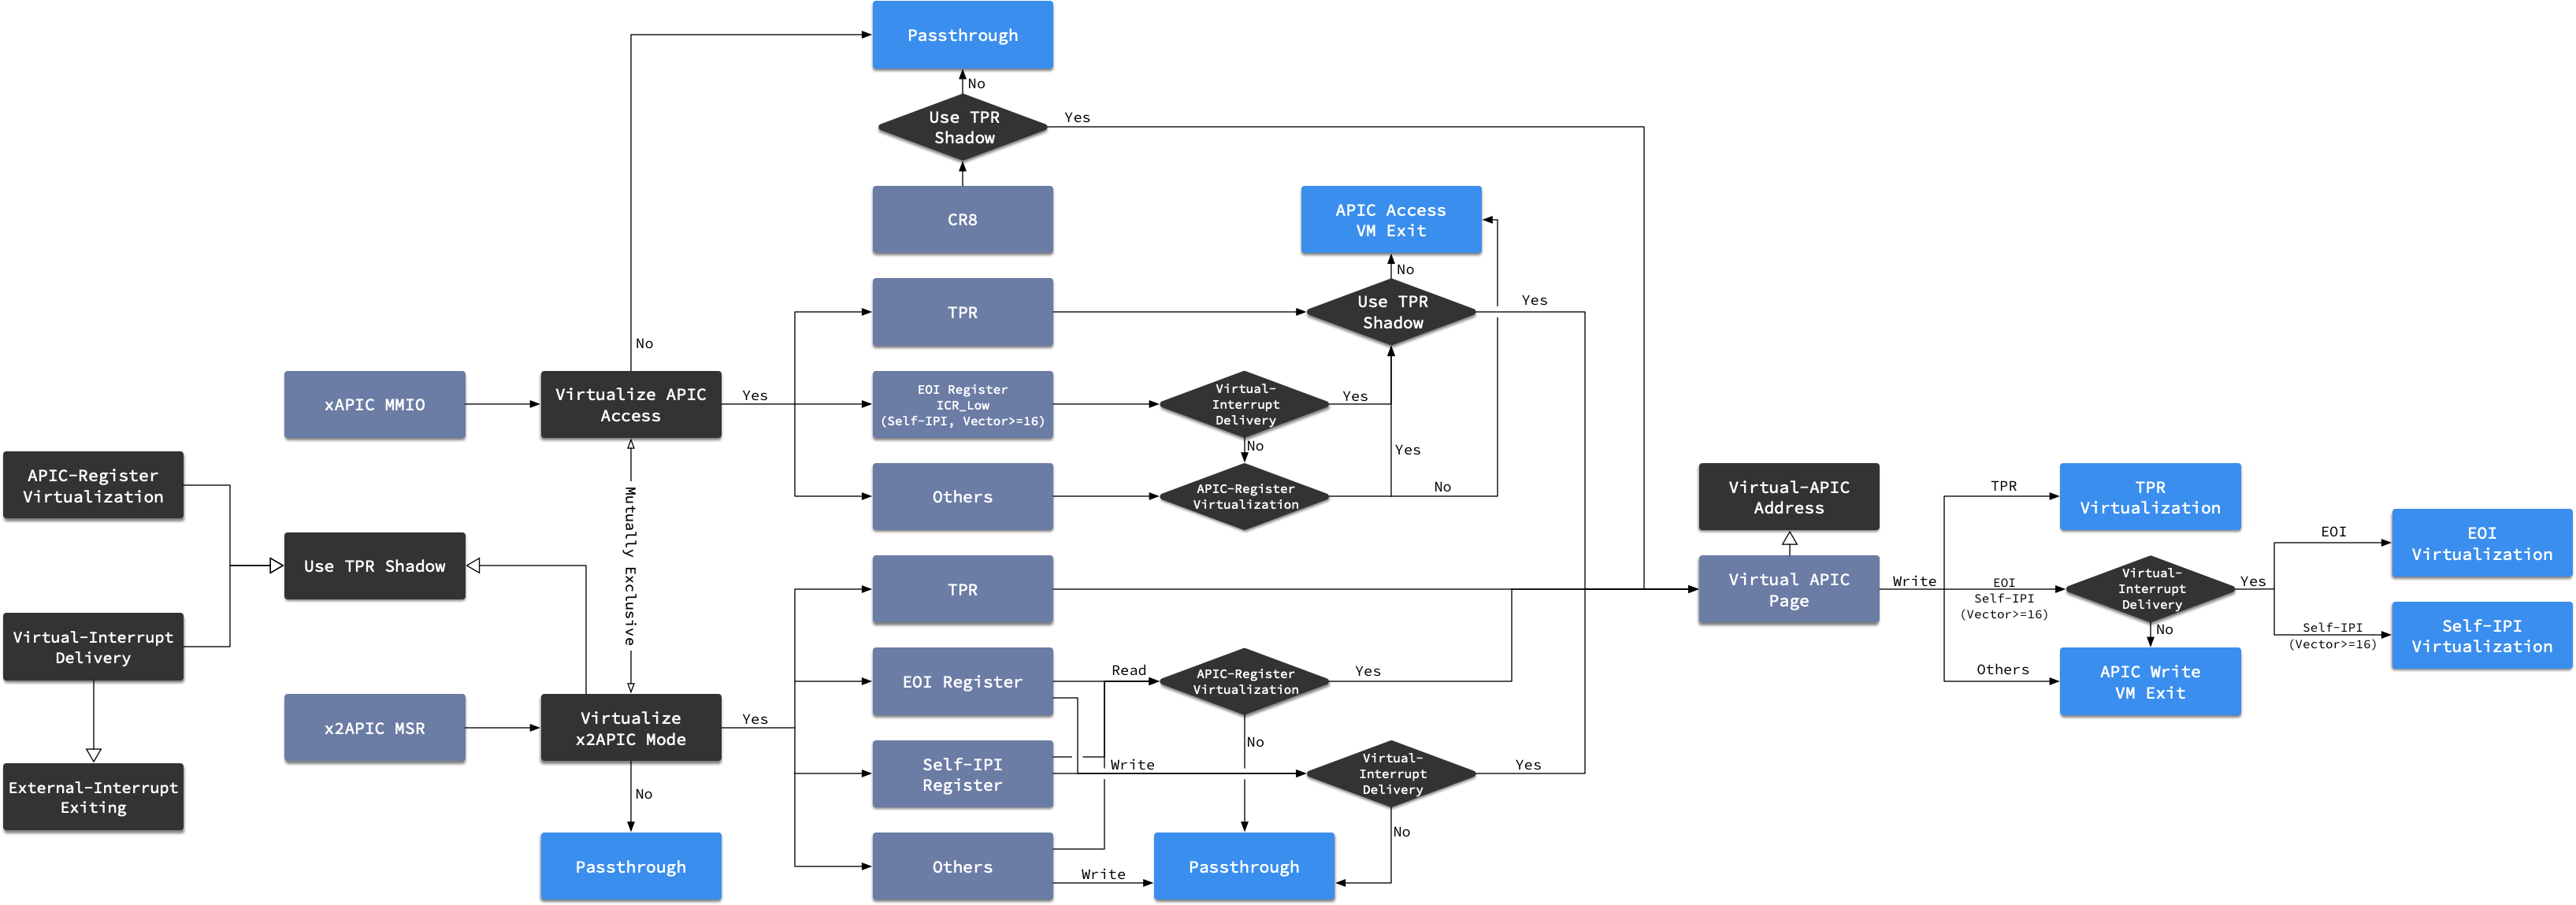 Passthrough
No
Use TPR
Shadow
Yes
CR8
APIC Access
VM Exit
No
TPR
Use TPR
Shadow
Yes
No
xAPIC MMIO
Virtualize APIC
Access
Yes
EOI Register
ICR_Low
(Self-IPI, Vector>=16)
Virtual-
Interrupt
Delivery
Yes
No
Yes
Others
APIC-Register
Virtualization
No
APIC-Register
Virtualization
Use TPR Shadow
Virtual-Interrupt
Delivery
External-Interrupt
Exiting
Mutually Exclusive
x2APIC MSR
Virtualize
x2APIC Mode
Yes
No
Passthrough
TPR
EOI Register
Read
APIC-Register
Virtualization
Yes
No
Self-IPI
Register
Write
Virtual-
Interrupt
Delivery
Yes
No
Others
Write
Passthrough
Virtual-APIC
Address
Virtual APIC
Page
Write
TPR
TPR
Virtualization
EOI
Self-IPI
(Vector>=16)
Virtual-
Interrupt
Delivery
Yes
No
Others
APIC Write
VM Exit
EOI
EOI
Virtualization
Self-IPI
(Vector>=16)
Self-IPI
Virtualization